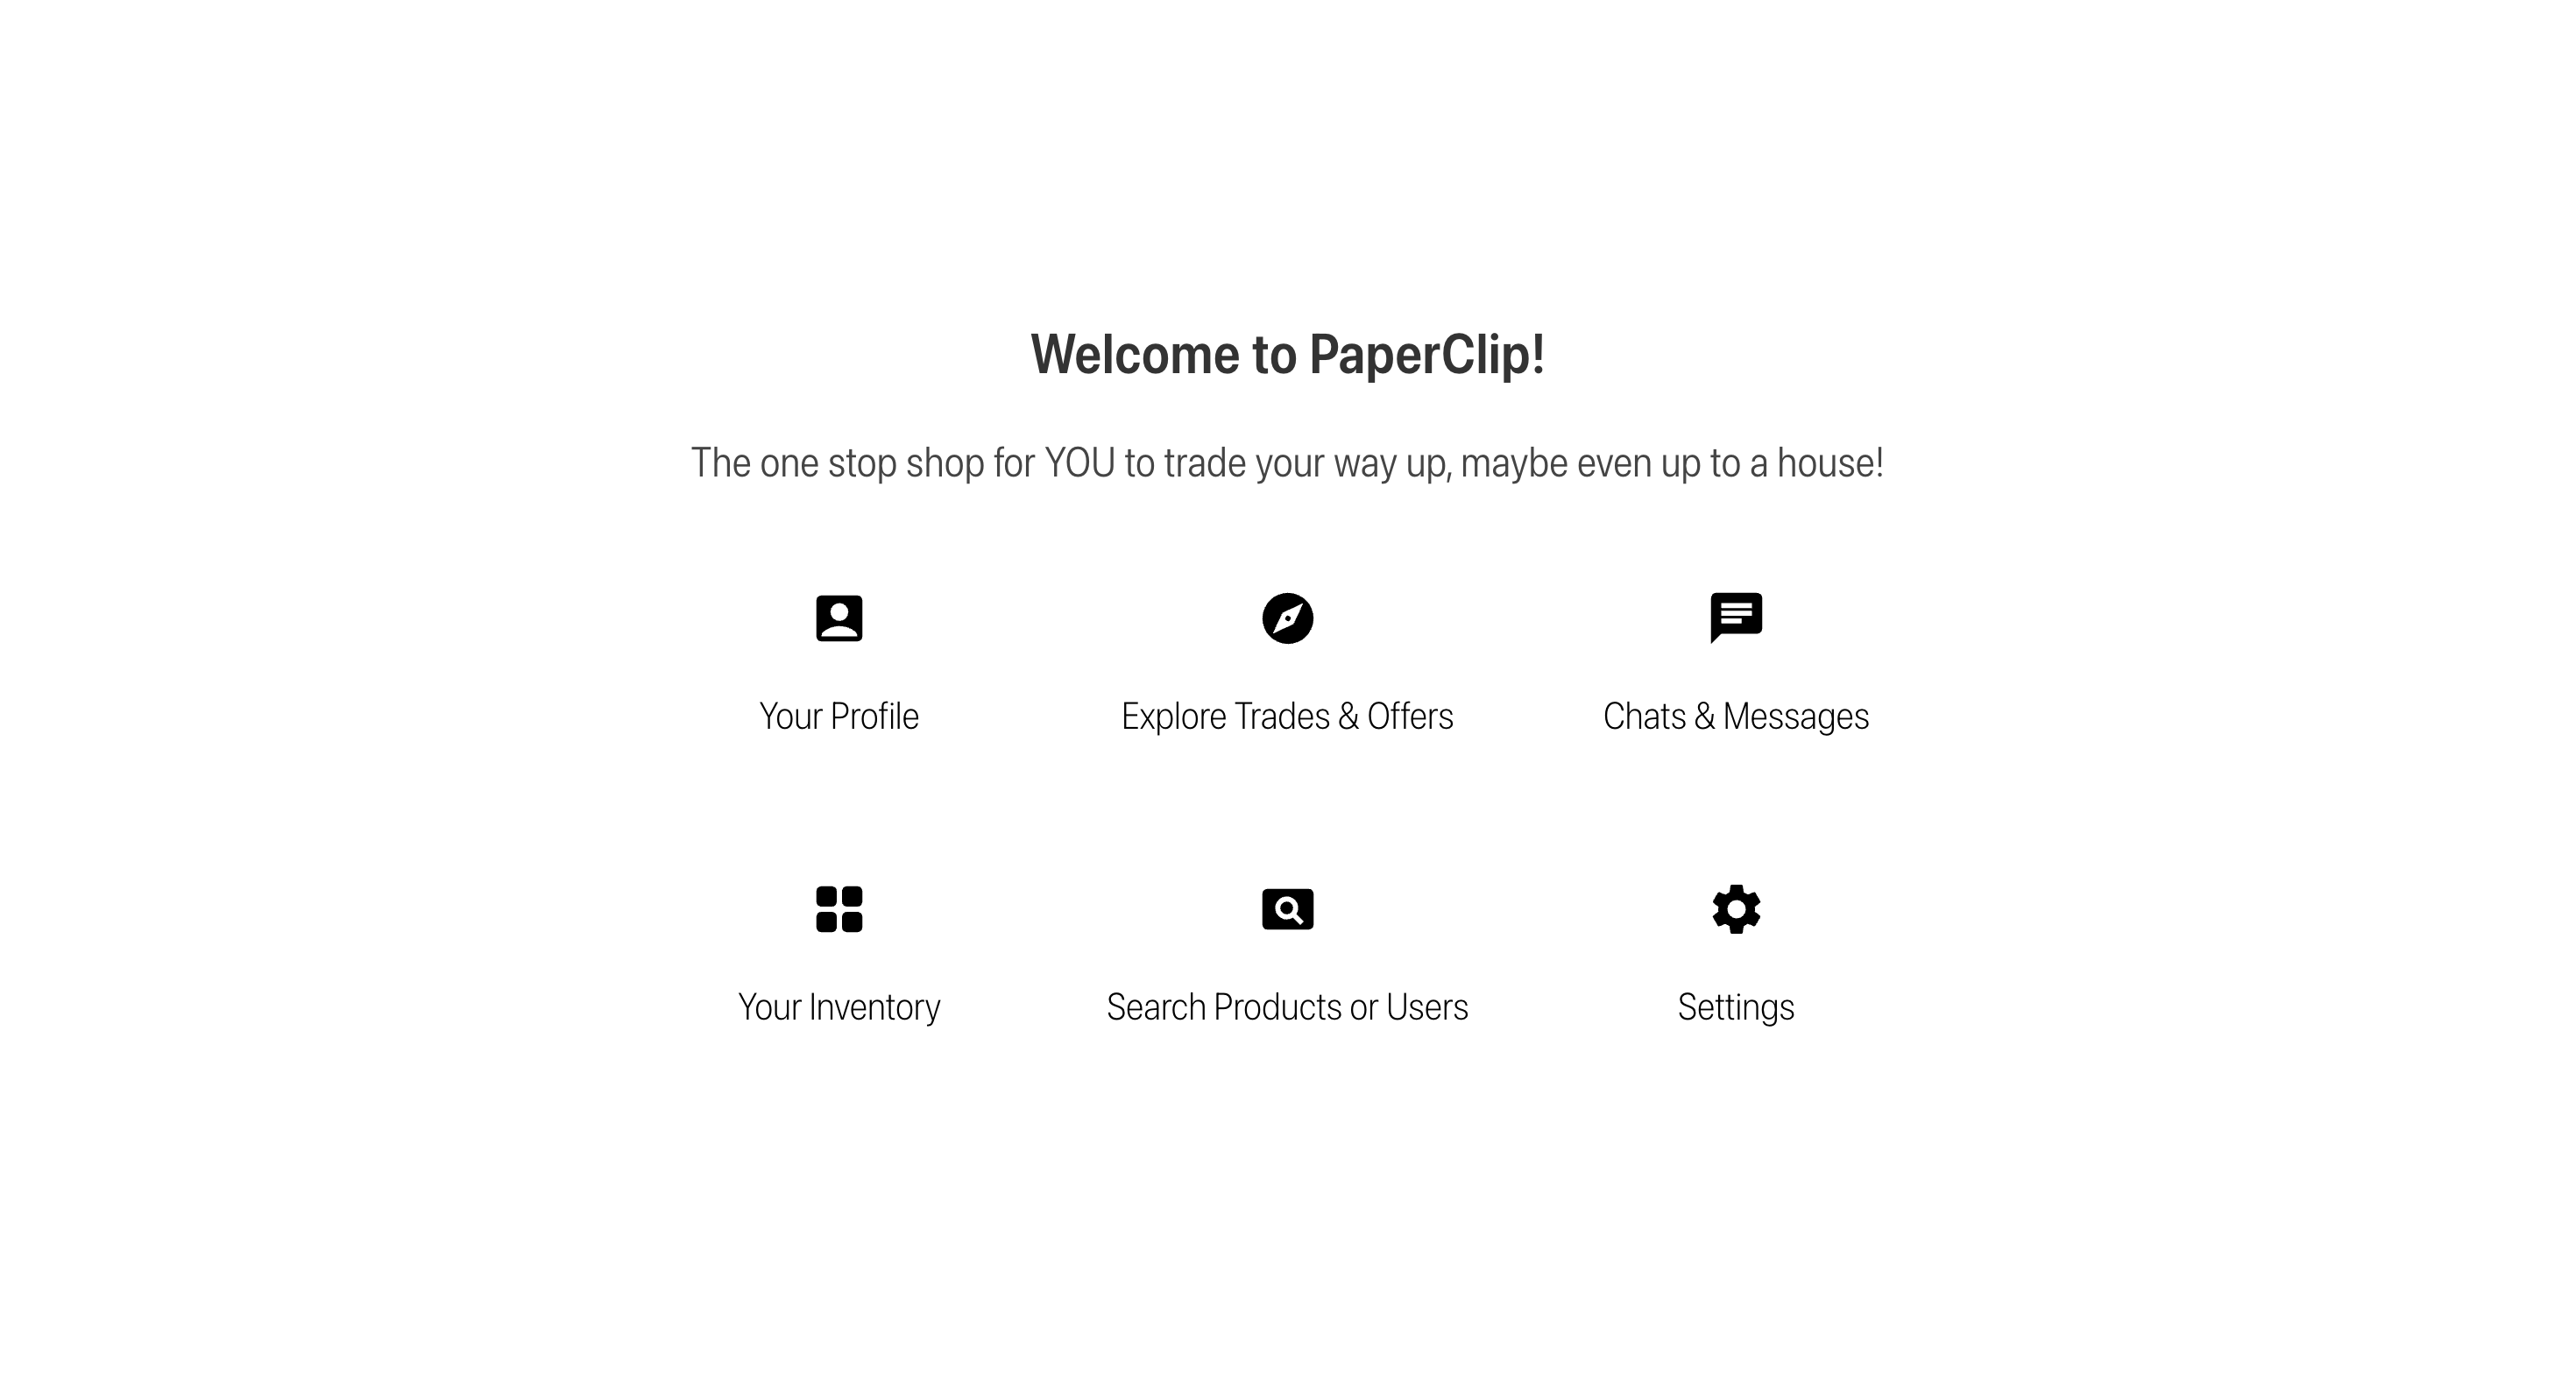 Welcome to PaperClip!
The one stop shop for YOU to trade your way up, maybe even up to a house!
Your Profile
Explore Trades & Offers
Chats & Messages
Your Inventory
Search Products or Users
Settings